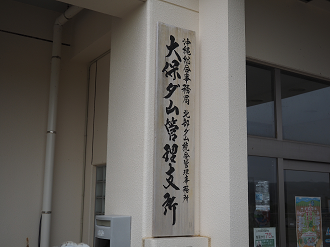 沖縄総合事務局 北部ダム統合管理事務所
大保ダム管理支所